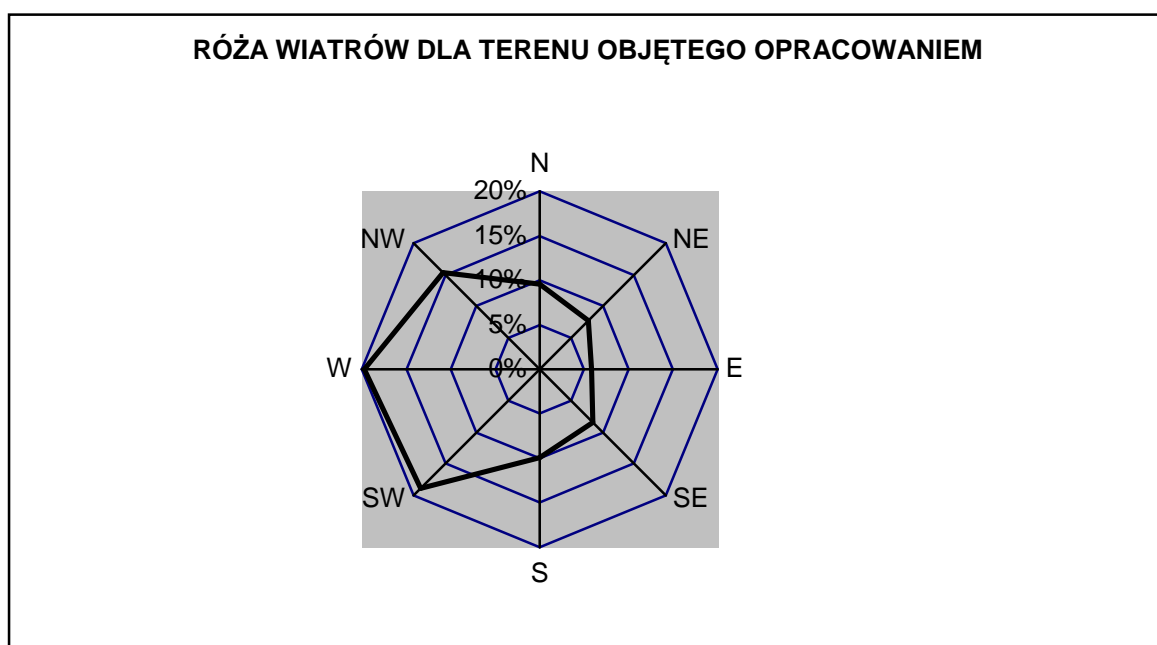 RÓŻA WIATRÓW DLA TERENU OBJĘTEGO OPRACOWANIEM
N
20%
NW
15%
NE
10%
5%
W
0%
E
SW
SE
S